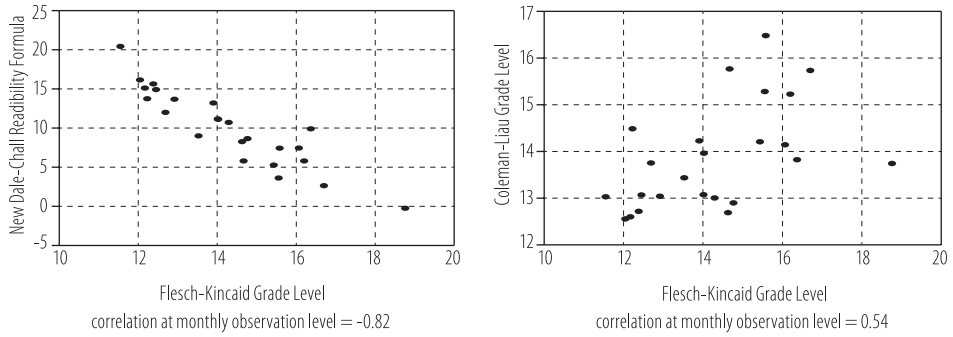 New Dale-Chall Readibility Formula
25
20
15
10
5
0
-5
10 12 14 16 18 20
Flesch-Kincaid Grade Level
correlation at monthly observation level = -0.82
Coleman-Liau Grade Level
17
16
15
14
13
12
10 12 14 16 18 20
Flesch-Kincaid Grade Level
correlation at monthly observation level = 0.54